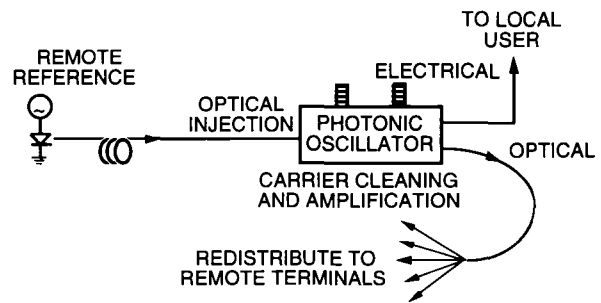 REMOTE
REFERENCE
OPTICAL
INJECTION
PHOTONIC
OSCILLATOR
ELECTRICAL
TO LOCAL
USER
OPTICAL
CARRIER CLEANING
AND AMPLIFICATION
REDISTRIBUTE TO
REMOTE TERMINALS